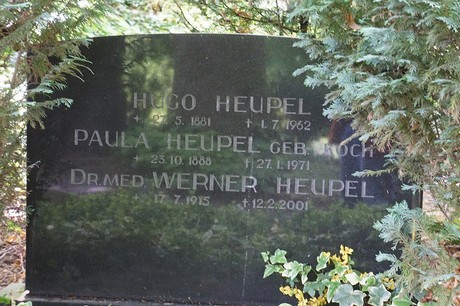 HUGO HEUPEL
+ 27.5.1881 + 1.7.1962
PAULA HEUPEL GEB. KOCH
+ 23.10.1888 + 27.1.1971
DR.MED. WERNER HEUPEL
+ 17.7.1915 + 12.2.2001